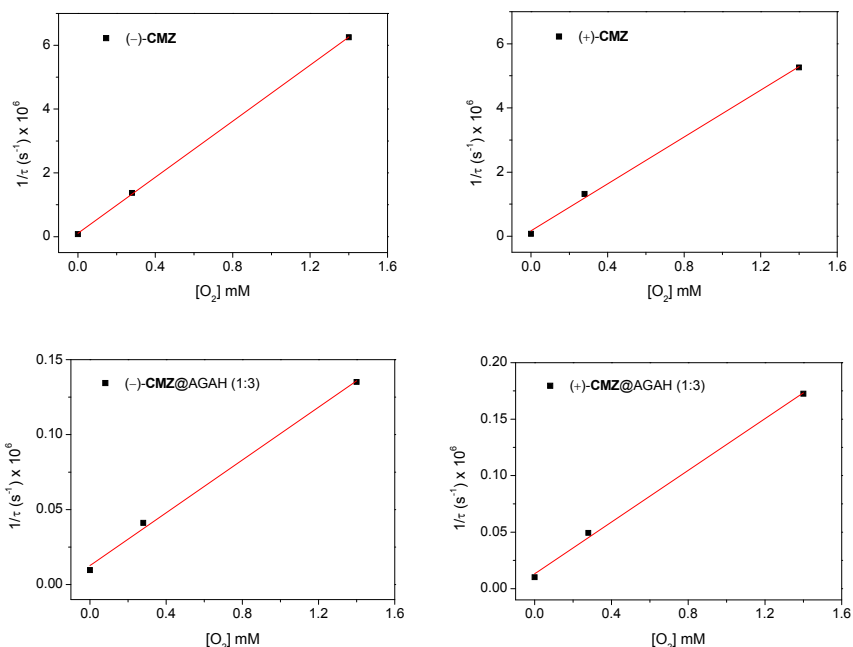 (−)-CMZ
6
4
2
0
1/τ (s⁻¹) x 10⁶
0.0 0.4 0.8 1.2 1.6
[O₂] mM
(+)-CMZ
6
4
2
0
1/τ (s⁻¹) x 10⁶
0.0 0.4 0.8 1.2 1.6
[O₂] mM
(−)-CMZ@AGAH (1:3)
0.15
0.10
0.05
0.00
1/τ (s⁻¹) x 10⁶
0.0 0.4 0.8 1.2 1.6
[O₂] mM
(+)-CMZ@AGAH (1:3)
0.20
0.15
0.10
0.05
0.00
1/τ (s⁻¹) x 10⁶
0.0 0.4 0.8 1.2 1.6
[O₂] mM